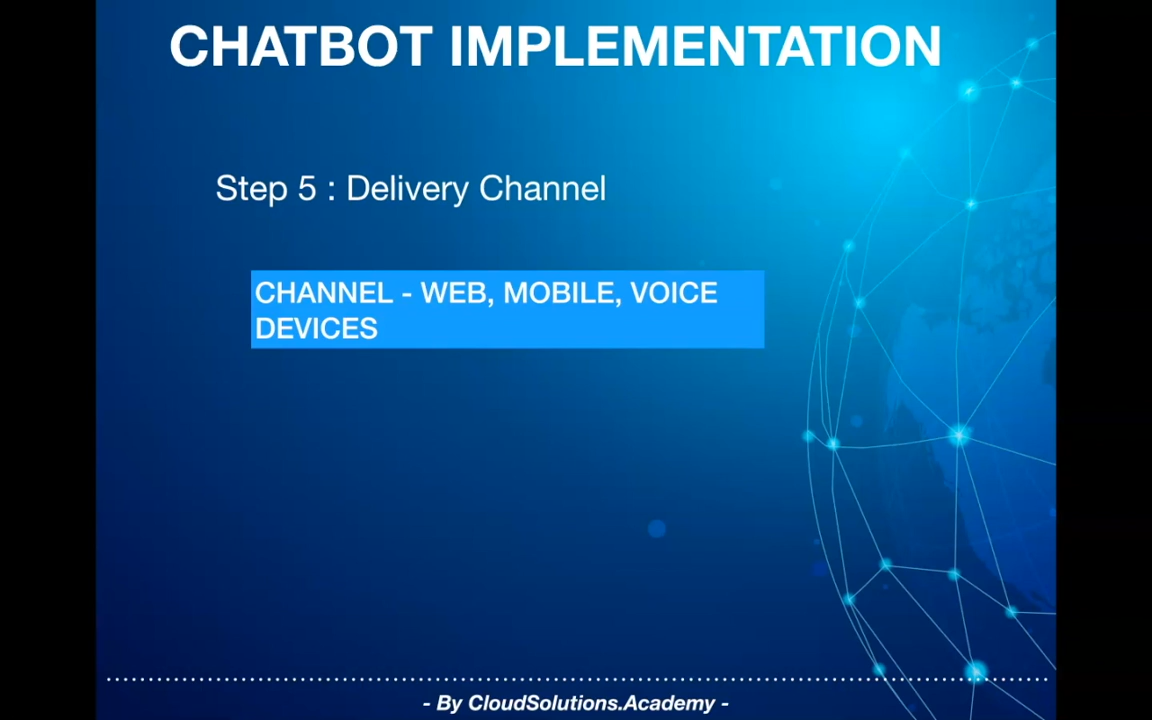 CHATBOT IMPLEMENTATION
Step 5 : Delivery Channel
CHANNEL - WEB, MOBILE, VOICE
DEVICES
- By CloudSolutions.Academy -